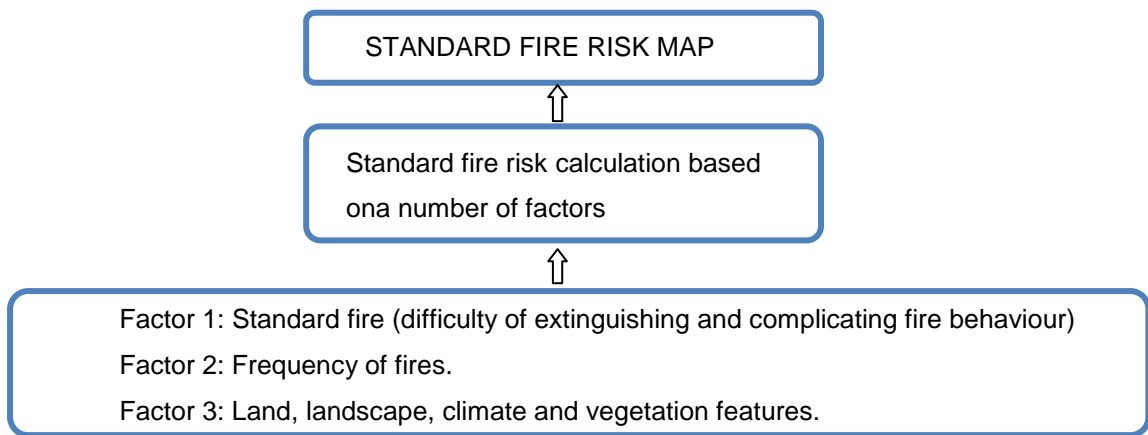 STANDARD FIRE RISK MAP
Standard fire risk calculation based
ona number of factors
Factor 1: Standard fire (difficulty of extinguishing and complicating fire behaviour)
Factor 2: Frequency of fires.
Factor 3: Land, landscape, climate and vegetation features.